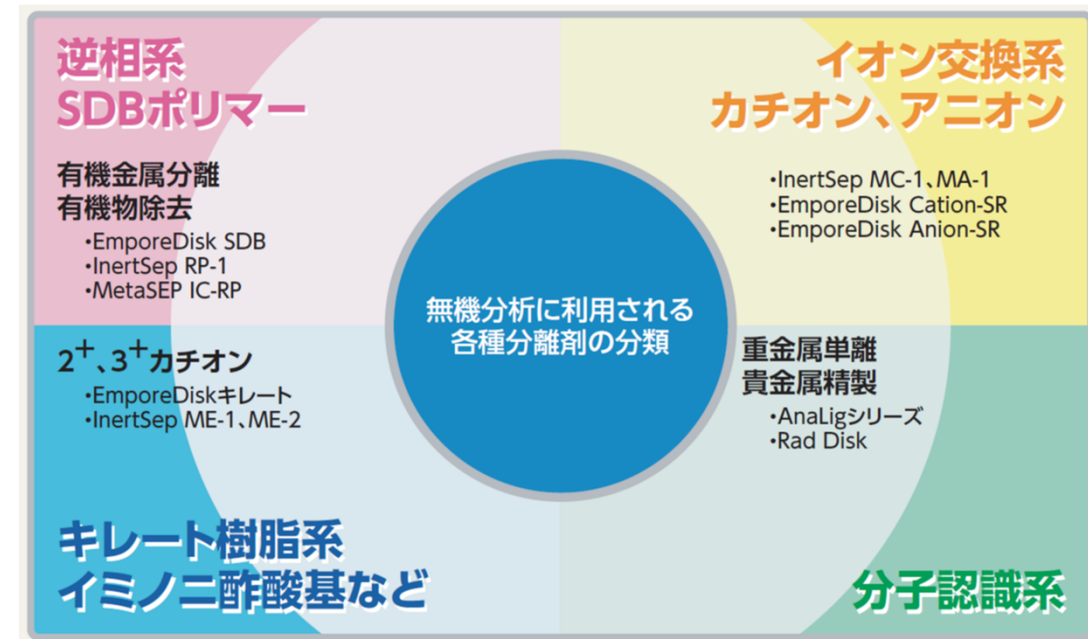 逆相系
SDBポリマー
有機金属分離
有機物除去
・EmporeDisk SDB
・InertSep RP-1
・MetaSEP IC-RP
イオン交換系
カチオン、アニオン
・InertSep MC-1、MA-1
・EmporeDisk Cation-SR
・EmporeDisk Anion-SR
無機分析に利用される
各種分離剤の分類
2⁺、3⁺カチオン
・EmporeDiskキレート
・InertSep ME-1、ME-2
キレート樹脂系
イミノ二酢酸基など
重金属単離
貴金属精製
・AnaLigシリーズ
・Rad Disk
分子認識系